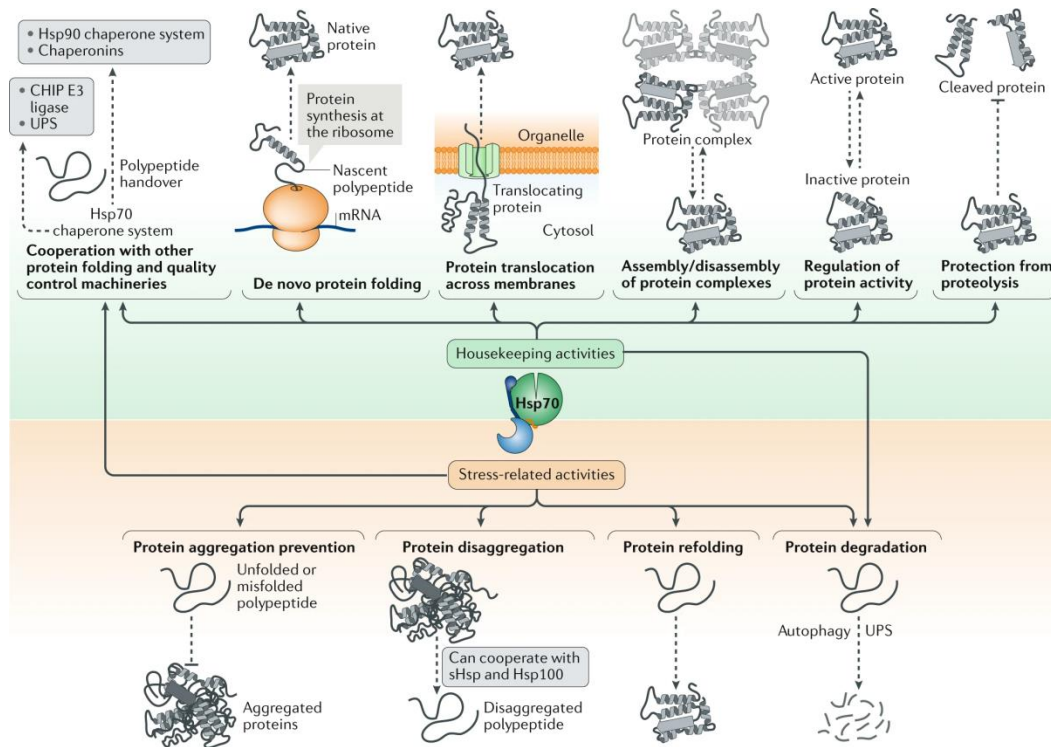 • Hsp90 chaperone system
• Chaperonins
• CHIP E3
ligase
• UPS
Polypeptide
handover
Hsp70
chaperone system
Cooperation with other
protein folding and quality
control machineries
Native
protein
Protein
synthesis at
the ribosome
Nascent
polypeptide
mRNA
De novo protein folding
Organelle
Translocating
protein
Cytosol
Protein translocation
across membranes
Protein complex
Assembly/disassembly
of protein complexes
Active protein
Inactive protein
Regulation of
protein activity
Cleaved protein
Protection from
proteolysis
Housekeeping activities
Hsp70
Stress-related activities
Protein aggregation prevention
Unfolded or
misfolded
polypeptide
Aggregated
proteins
Protein disaggregation
Can cooperate with
sHsp and Hsp100
Disaggregated
polypeptide
Protein refolding
Protein degradation
Autophagy
UPS